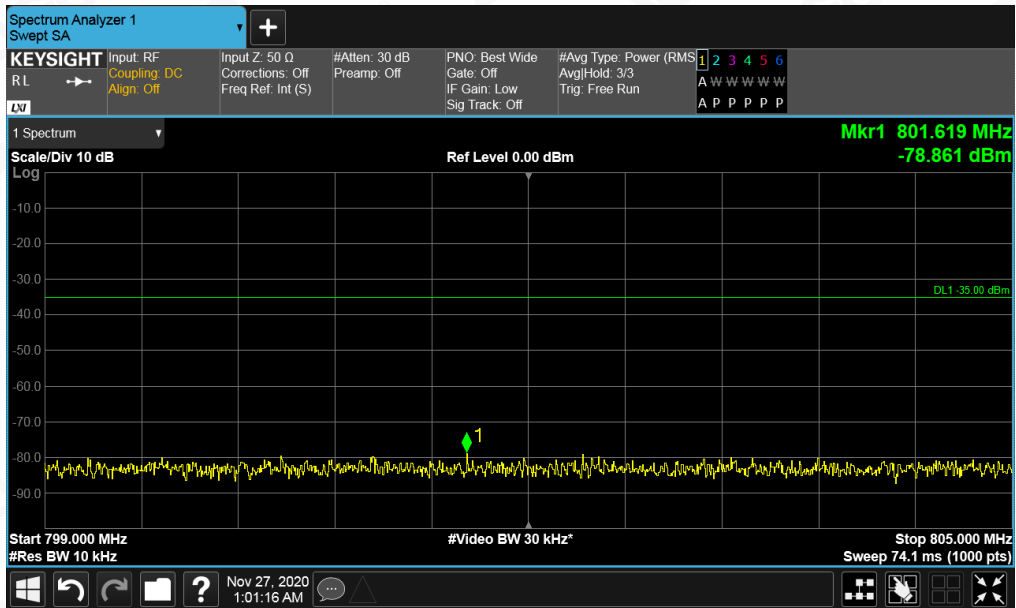 Spectrum Analyzer 1
Swept SA
KEYSIGHT
R L
LXI
Input: RF
Coupling: DC
Align: Off
Input Z: 50 Ω
Corrections: Off
Freq Ref: Int (S)
#Atten: 30 dB
Preamp: Off
PNO: Best Wide
Gate: Off
IF Gain: Low
Sig Track: Off
#Avg Type: Power (RMS
Avg|Hold: 3/3
Trig: Free Run
1 2 3 4 5 6
A W W W W W
A P P P P P
1 Spectrum
Scale/Div 10 dB
Log
Ref Level 0.00 dBm
Mkr1 801.619 MHz
-78.861 dBm
-10.0
-20.0
-30.0
DL1 -35.00 dBm
-40.0
-50.0
-60.0
-70.0
1
-80.0
-90.0
Start 799.000 MHz
#Res BW 10 kHz
#Video BW 30 kHz*
Stop 805.000 MHz
Sweep 74.1 ms (1000 pts)
?
Nov 27, 2020
1:01:16 AM